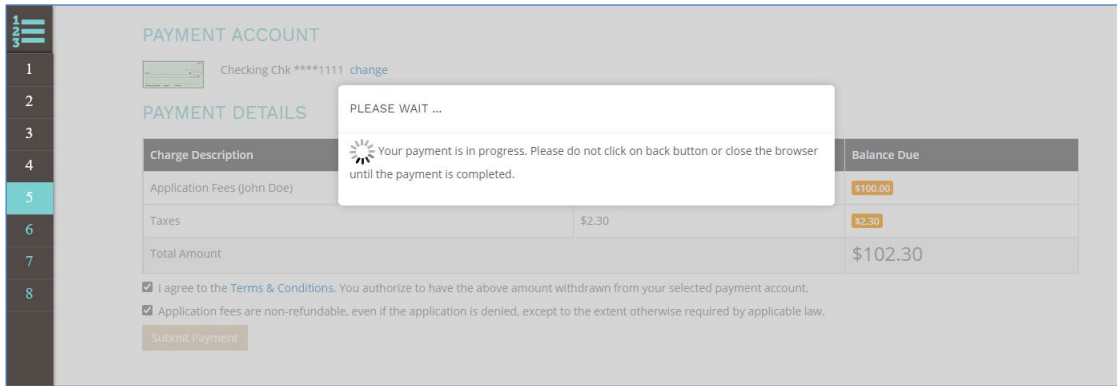 1
2
3
1
2
3
4
5
6
7
8
PAYMENT ACCOUNT
Checking Chk ****1111 change
PAYMENT DETAILS
PLEASE WAIT ...
Your payment is in progress. Please do not click on back button or close the browser
until the payment is completed.
Charge Description Balance Due
Application Fees (John Doe) $100.00
Taxes $2.30 $2.30
Total Amount $102.30
I agree to the Terms & Conditions. You authorize to have the above amount withdrawn from your selected payment account.
Application fees are non-refundable, even if the application is denied, except to the extent otherwise required by applicable law.
Submit Payment